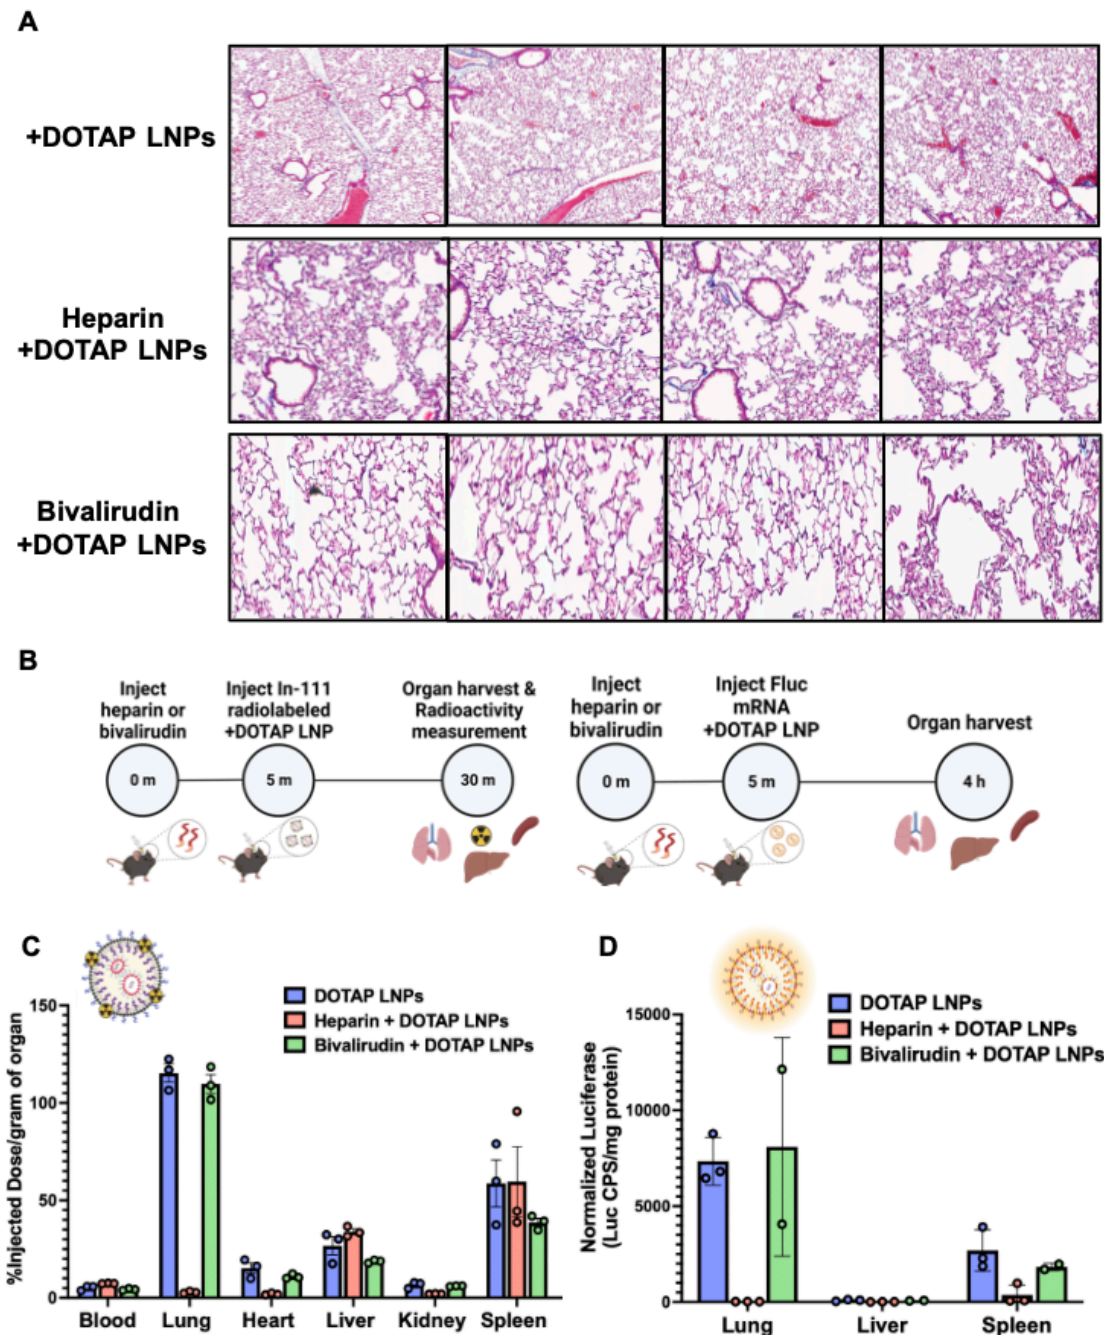 A
+DOTAP LNPs
Heparin
+DOTAP LNPs
Bivalirudin
+DOTAP LNPs
B
Inject
heparin or
bivalirudin
0 m
Inject In-111
radiolabeled
+DOTAP LNP
5 m
Organ harvest &
Radioactivity
measurement
30 m
Inject
heparin or
bivalirudin
0 m
Inject Fluc
mRNA
+DOTAP LNP
5 m
Organ harvest
4 h
C
DOTAP LNPs
Heparin + DOTAP LNPs
Bivalirudin + DOTAP LNPs
%Injected Dose/gram of organ
150
100
50
0
Blood Lung Heart Liver Kidney Spleen
D
DOTAP LNPs
Heparin + DOTAP LNPs
Bivalirudin + DOTAP LNPs
Normalized Luciferase
(Luc CPS/mg protein)
15000
10000
5000
0
Lung Liver Spleen